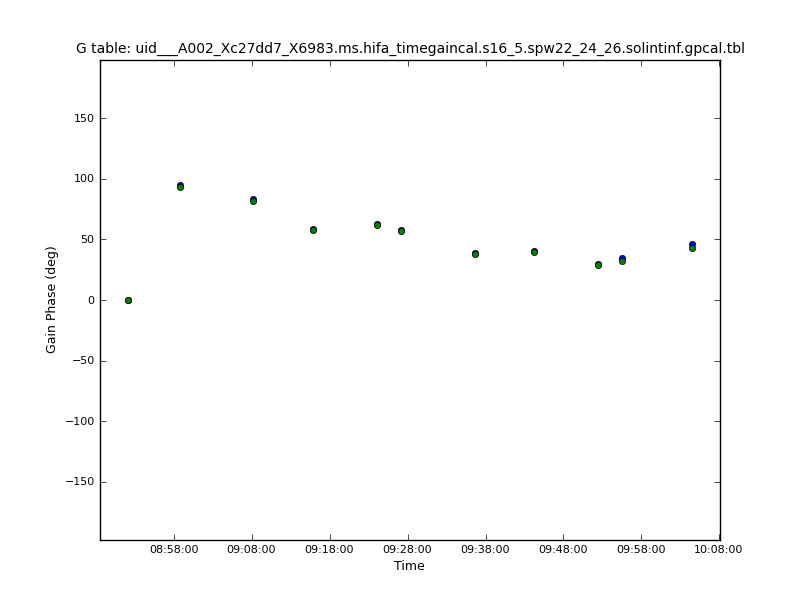 G table: uid___A002_Xc27dd7_X6983.ms.hifa_timegaincal.s16_5.spw22_24_26.solintinf.gpcal.tbl
150
100
50
0
−50
−100
−150
Gain Phase (deg)
08:58:00 09:08:00 09:18:00 09:28:00 09:38:00 09:48:00 09:58:00 10:08:00
Time